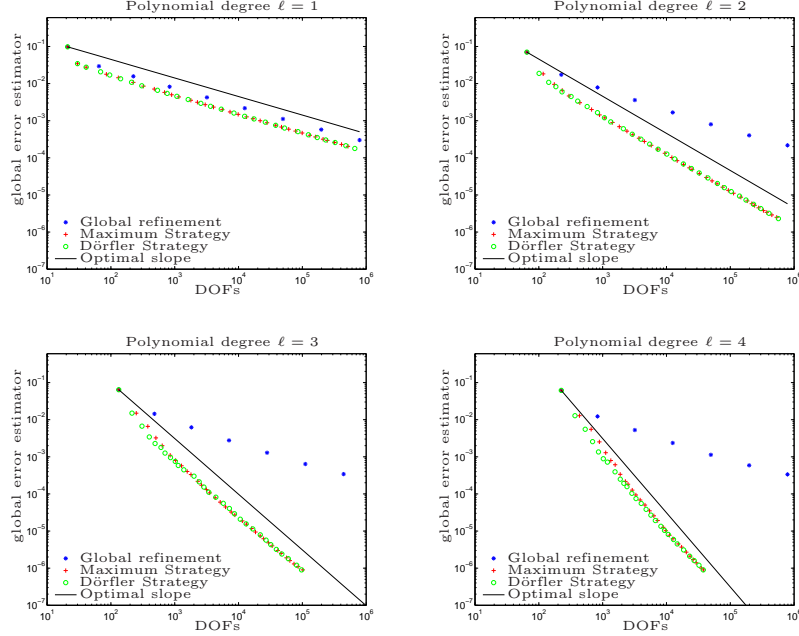 Polynomial degree ℓ = 1
global error estimator
10⁻¹
10⁻²
10⁻³
10⁻⁴
10⁻⁵
10⁻⁶
10⁻⁷
Global refinement
Maximum Strategy
Dörfler Strategy
Optimal slope
10¹ 10² 10³ 10⁴ 10⁵ 10⁶
DOFs
Polynomial degree ℓ = 2
global error estimator
10⁻¹
10⁻²
10⁻³
10⁻⁴
10⁻⁵
10⁻⁶
10⁻⁷
Global refinement
Maximum Strategy
Dörfler Strategy
Optimal slope
10¹ 10² 10³ 10⁴ 10⁵ 10⁶
DOFs
Polynomial degree ℓ = 3
global error estimator
10⁻¹
10⁻²
10⁻³
10⁻⁴
10⁻⁵
10⁻⁶
10⁻⁷
Global refinement
Maximum Strategy
Dörfler Strategy
Optimal slope
10¹ 10² 10³ 10⁴ 10⁵ 10⁶
DOFs
Polynomial degree ℓ = 4
global error estimator
10⁻¹
10⁻²
10⁻³
10⁻⁴
10⁻⁵
10⁻⁶
10⁻⁷
Global refinement
Maximum Strategy
Dörfler Strategy
Optimal slope
10¹ 10² 10³ 10⁴ 10⁵ 10⁶
DOFs